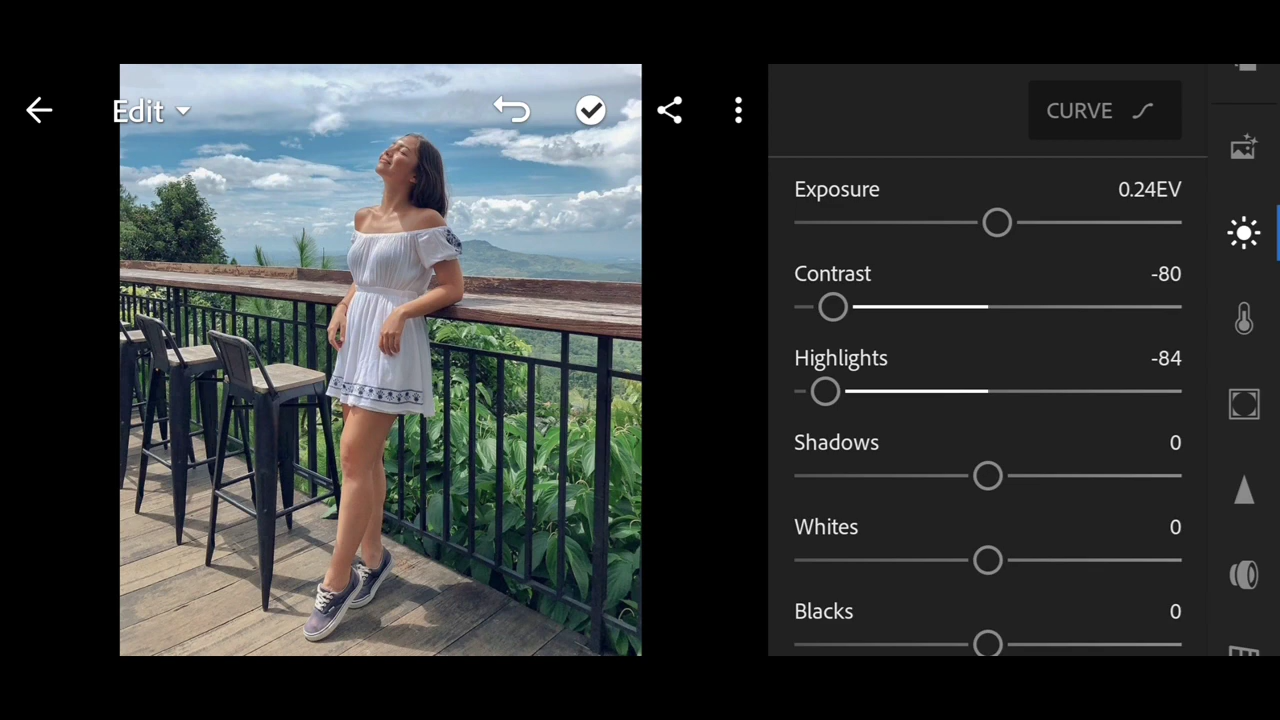 Edit
CURVE
Exposure 0.24EV
Contrast -80
Highlights -84
Shadows 0
Whites 0
Blacks 0